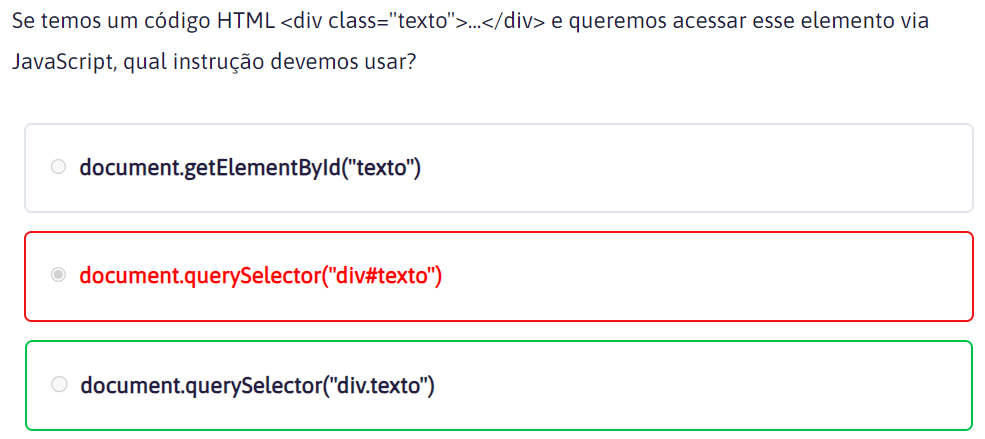 Se temos um código HTML <div class="texto">...</div> e queremos acessar esse elemento via
JavaScript, qual instrução devemos usar?
document.getElementById("texto")
document.querySelector("div#texto")
document.querySelector("div.texto")